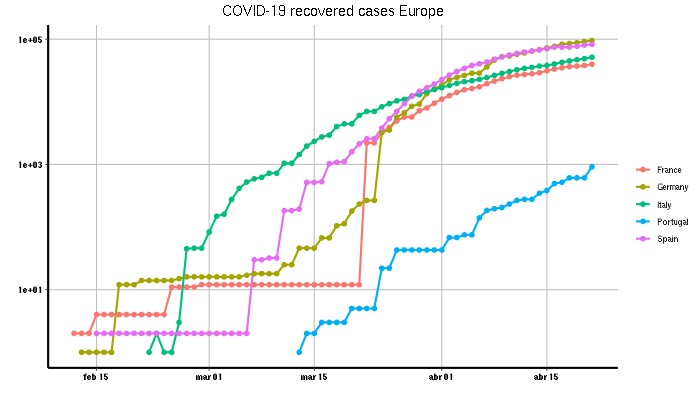 COVID-19 recovered cases Europe
1e+05
1e+03
1e+01
feb 15
mar 01
mar 15
abr 01
abr 15
France
Germany
Italy
Portugal
Spain